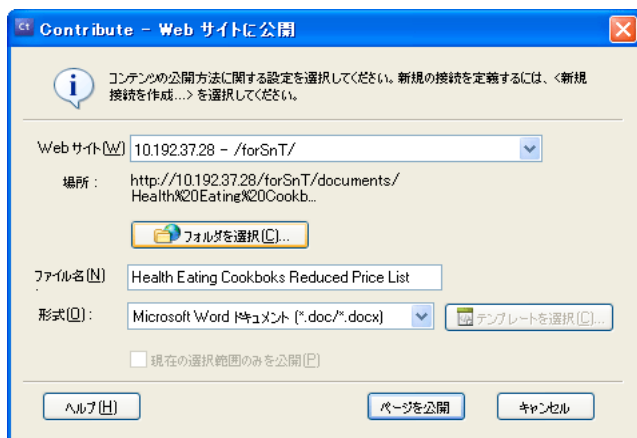 Ct Contribute - Web サイトに公開
コンテンツの公開方法に関する設定を選択してください。新規の接続を定義するには、<新規
接続を作成...> を選択してください。
Web サイト(W) 10.192.37.28 - /forSnT/
場所 : http://10.192.37.28/forSnT/documents/
Health%20Eating%20Cookb...
フォルダを選択(C)...
ファイル名(N) Health Eating Cookboks Reduced Price List
:
形式(O) : Microsoft Word ドキュメント (*.doc/*.docx) テンプレートを選択(C)...
現在の選択範囲のみを公開(P)
ヘルプ(H) ページを公開 キャンセル